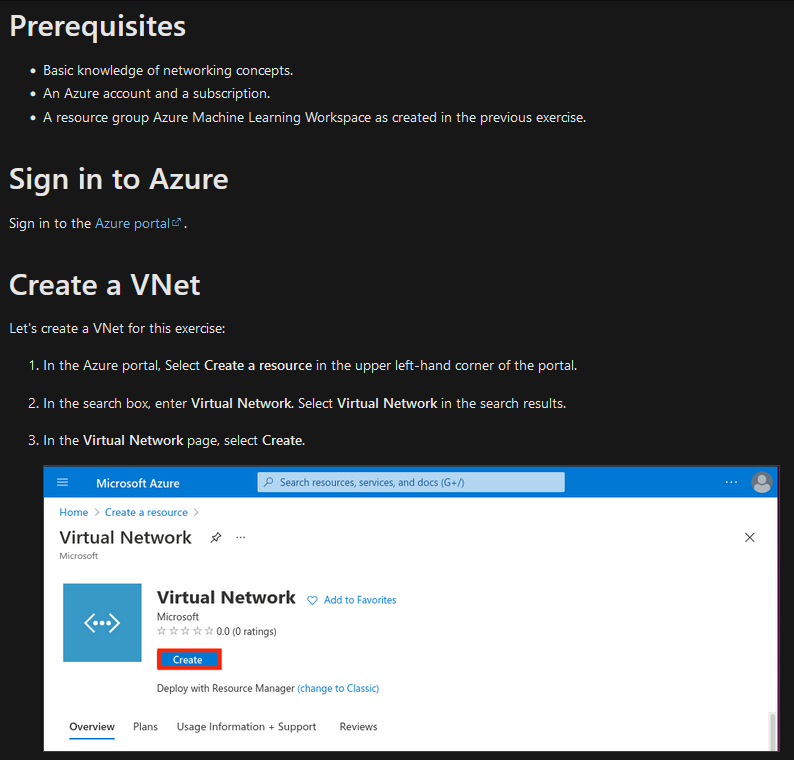 Prerequisites
• Basic knowledge of networking concepts.
• An Azure account and a subscription.
• A resource group Azure Machine Learning Workspace as created in the previous exercise.
Sign in to Azure
Sign in to the Azure portal.
Create a VNet
Let's create a VNet for this exercise:
1. In the Azure portal, Select Create a resource in the upper left-hand corner of the portal.
2. In the search box, enter Virtual Network. Select Virtual Network in the search results.
3. In the Virtual Network page, select Create.
Microsoft Azure
Search resources, services, and docs (G+/)
Home > Create a resource >
Virtual Network
Microsoft
Virtual Network
Add to Favorites
Microsoft
0.0 (0 ratings)
Create
Deploy with Resource Manager (change to Classic)
Overview Plans Usage Information + Support Reviews